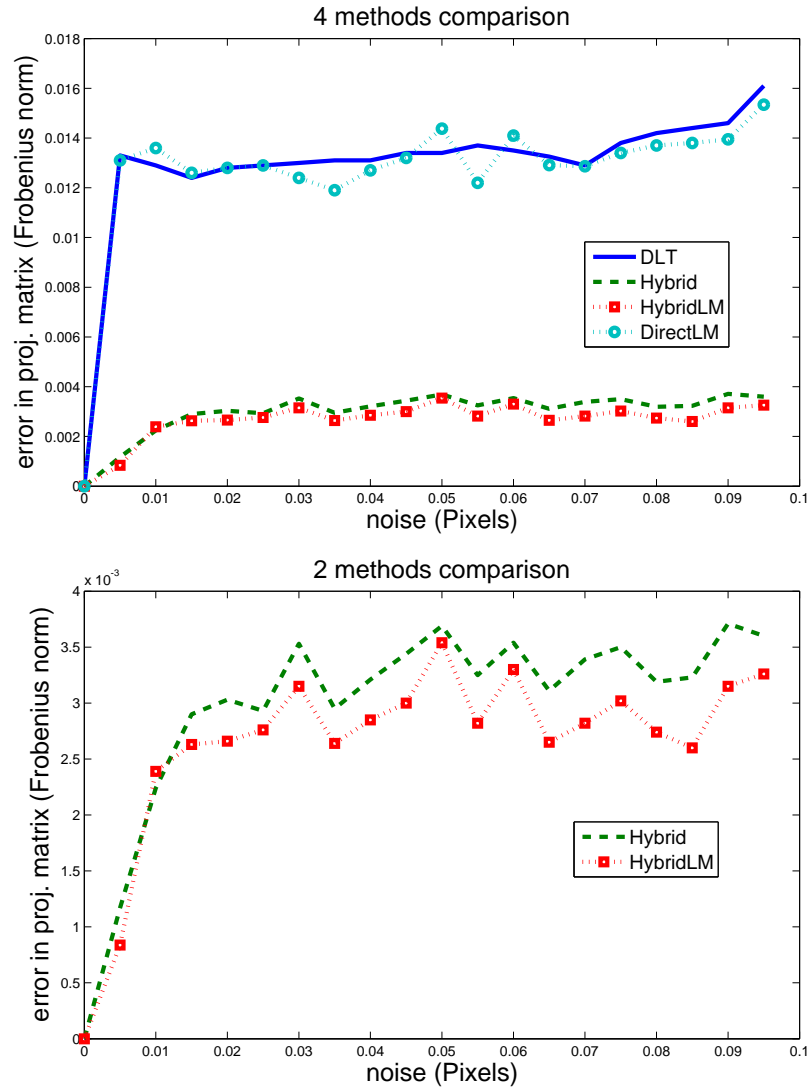 4 methods comparison
0.018
0.016
0.014
0.012
0.01
0.008
0.006
0.004
0.002
0
error in proj. matrix (Frobenius norm)
DLT
Hybrid
HybridLM
DirectLM
0 0.01 0.02 0.03 0.04 0.05 0.06 0.07 0.08 0.09 0.1
noise (Pixels)
2 methods comparison
x 10-3
4
3.5
3
2.5
2
1.5
1
0.5
0
error in proj. matrix (Frobenius norm)
Hybrid
HybridLM
0 0.01 0.02 0.03 0.04 0.05 0.06 0.07 0.08 0.09 0.1
noise (Pixels)